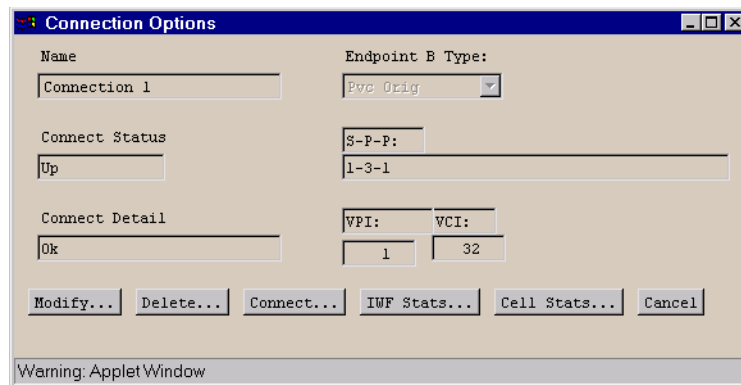 Connection Options
Name Endpoint B Type:
Connection 1 Pvc Orig
Connect Status S-P-P:
Up 1-3-1
Connect Detail VPI: VCI:
Ok 1 32
Modify... Delete... Connect... IWF Stats... Cell Stats... Cancel
Warning: Applet Window